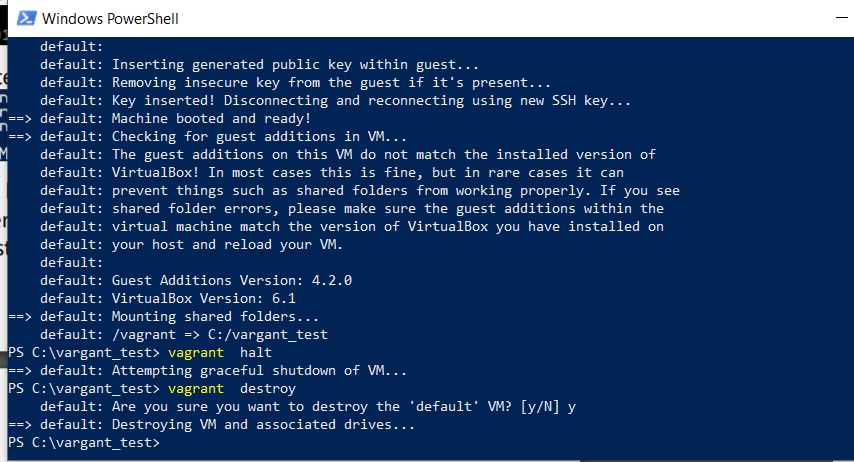 Windows PowerShell
default:
default: Inserting generated public key within guest...
default: Removing insecure key from the guest if it's present...
default: Key inserted! Disconnecting and reconnecting using new SSH key...
==> default: Machine booted and ready!
==> default: Checking for guest additions in VM...
default: The guest additions on this VM do not match the installed version of
default: VirtualBox! In most cases this is fine, but in rare cases it can
default: prevent things such as shared folders from working properly. If you see
default: shared folder errors, please make sure the guest additions within the
default: virtual machine match the version of VirtualBox you have installed on
default: your host and reload your VM.
default:
default: Guest Additions Version: 4.2.0
default: VirtualBox Version: 6.1
==> default: Mounting shared folders...
default: /vagrant => C:/vargant_test
PS C:\vargant_test> vagrant  halt
==> default: Attempting graceful shutdown of VM...
PS C:\vargant_test> vagrant  destroy
default: Are you sure you want to destroy the 'default' VM? [y/N] y
==> default: Destroying VM and associated drives...
PS C:\vargant_test>